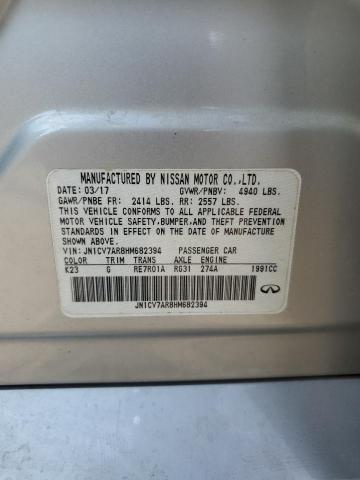 MANUFACTURED BY NISSAN MOTOR CO.,LTD.
DATE: 03/17 GVWR/PNBV: 4940 LBS.
GAWR/PNBE FR: 2414 LBS. RR: 2557 LBS.
THIS VEHICLE CONFORMS TO ALL APPLICABLE FEDERAL
MOTOR VEHICLE SAFETY,BUMPER,AND THEFT PREVENTION
STANDARDS IN EFFECT ON THE DATE OF MANUFACTURE
SHOWN ABOVE.
VIN: JN1CV7AR8HM682394 PASSENGER CAR
COLOR TRIM TRANS AXLE ENGINE
K23 G RE7R01A RG31 274A 1991CC
JN1CV7AR8HM682394
INFINITI